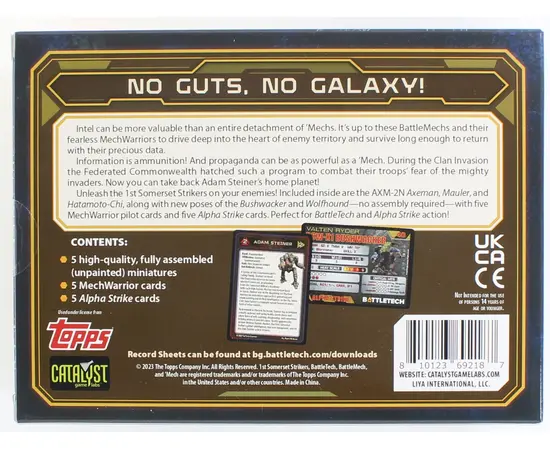 NO GUTS, NO GALAXY!
Intel can be more valuable than an entire detachment of 'Mechs. It's up to these BattleMechs and their
fearless MechWarriors to drive deep into the heart of enemy territory and survive long enough to return
with their precious data.
Information is ammunition! And propaganda can be as powerful as a 'Mech. During the Clan Invasion
the Federated Commonwealth hatched such a program to combat their troops' fear of the mighty
invaders. Now you can take back Adam Steiner's home planet!
Unleash the 1st Somerset Strikers on your enemies! Included inside are the AXM-2N Axeman, Mauler, and
Hatamoto-Chi, along with new poses of the Bushwacker and Wolfhound—no assembly required—with five
MechWarrior pilot cards and five Alpha Strike cards. Perfect for BattleTech and Alpha Strike action!
CONTENTS:
• 5 high-quality, fully assembled
(unpainted) miniatures
• 5 MechWarrior cards
• 5 Alpha Strike cards
Used under license from
Topps
CATALYST
game labs
ADAM STEINER
VALTEN RYDER
BATTLETECH
UK
CA
CE
NOT INTENDED FOR THE USE
OF PERSONS 14 YEARS OF
AGE OR YOUNGER.
Record Sheets can be found at bg.battletech.com/downloads
© 2023 The Topps Company Inc. All Rights Reserved. 1st Somerset Strikers, BattleTech, BattleMech,
and 'Mech are registered trademarks and/or trademarks of The Topps Company Inc.
in the United States and/or other countries. Made in China.
8 10123 69218 7
WEBSITE: CATALYSTGAMELABS.COM
LIYA INTERNATIONAL, LLC.